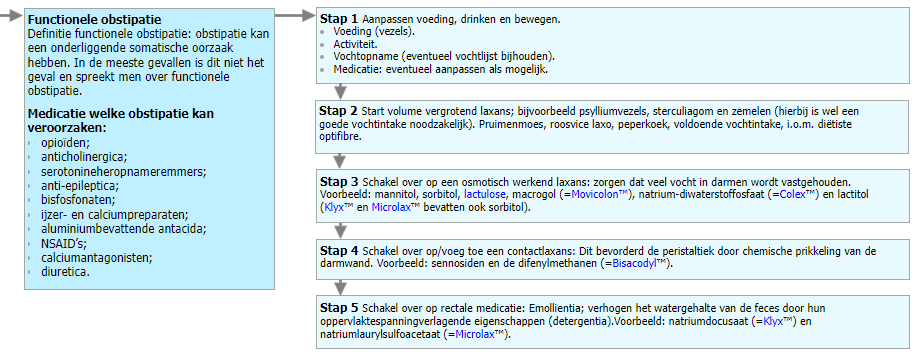 Functionele obstipatie
Definitie functionele obstipatie: obstipatie kan
een onderliggende somatische oorzaak
hebben. In de meeste gevallen is dit niet het
geval en spreekt men over functionele
obstipatie.
Medicatie welke obstipatie kan
veroorzaken:
opioïden;
anticholinergica;
serotonineheropnameremmers;
anti-epileptica;
bisfosfonaten;
ijzer- en calciumpreparaten;
aluminiumbevattende antacida;
NSAID's;
calciumantagonisten;
diuretica.
Stap 1 Aanpassen voeding, drinken en bewegen.
Voeding (vezels).
Activiteit.
Vochtopname (eventueel vochtlijst bijhouden).
Medicatie: eventueel aanpassen als mogelijk.
Stap 2 Start volume vergrotend laxans; bijvoorbeeld psylliumvezels, sterculiagom en zemelen (hierbij is wel een
goede vochtintake noodzakelijk). Pruimenmoes, roosvice laxo, peperkoek, voldoende vochtintake, i.o.m. diëtiste
optifibre.
Stap 3 Schakel over op een osmotisch werkend laxans: zorgen dat veel vocht in darmen wordt vastgehouden.
Voorbeeld: mannitol, sorbitol, lactulose, macrogol (=Movicolon™), natrium-diwaterstoffosfaat (=Colex™) en lactitol
(Klyx™ en Microlax™ bevatten ook sorbitol).
Stap 4 Schakel over op/voeg toe een contactlaxans: Dit bevorderd de peristaltiek door chemische prikkeling van de
darmwand. Voorbeeld: sennosiden en de difenylmethanen (=Bisacodyl™).
Stap 5 Schakel over op rectale medicatie: Emollientia; verhogen het watergehalte van de feces door hun
oppervlaktespanningverlagende eigenschappen (detergentia).Voorbeeld: natriumdocusaat (=Klyx™) en
natriumlaurylsulfoacetaat (=Microlax™).